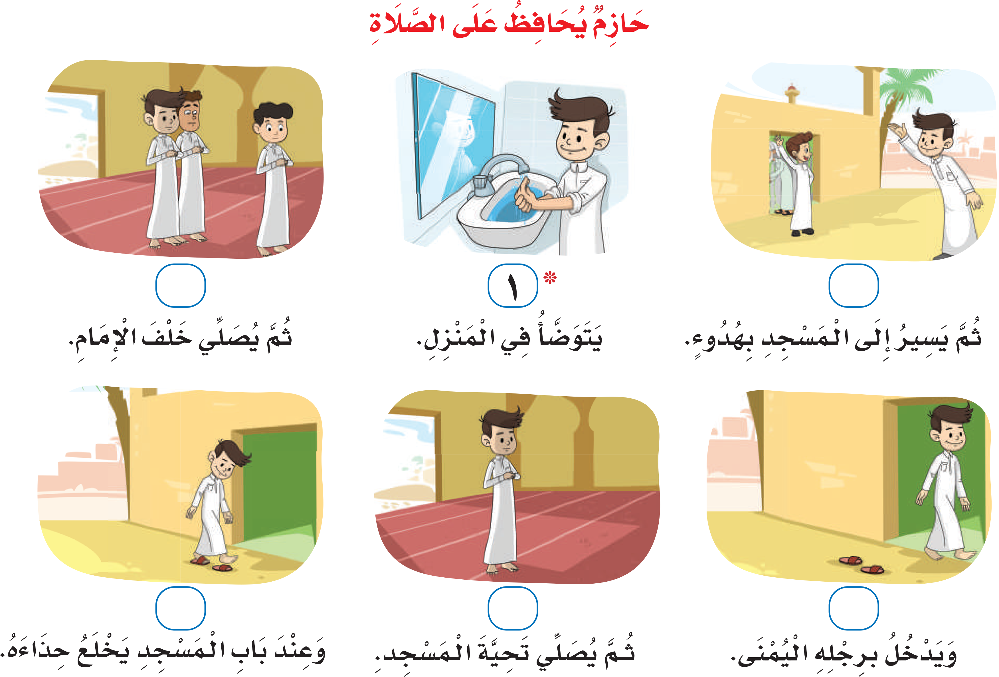 حَازِمٌ يُحَافِظُ عَلَى الصَّلَاةِ
* ١
ثُمَّ يَسِيرُ إِلَى الْمَسْجِدِ بِهُدُوءٍ.
يَتَوَضَّأُ فِي الْمَنْزِلِ.
ثُمَّ يُصَلِّي خَلْفَ الْإِمَامِ.
وَيَدْخُلُ بِرِجْلِهِ الْيُمْنَى.
ثُمَّ يُصَلِّي تَحِيَّةَ الْمَسْجِدِ.
وَعِنْدَ بَابِ الْمَسْجِدِ يَخْلَعُ حِذَاءَهُ.